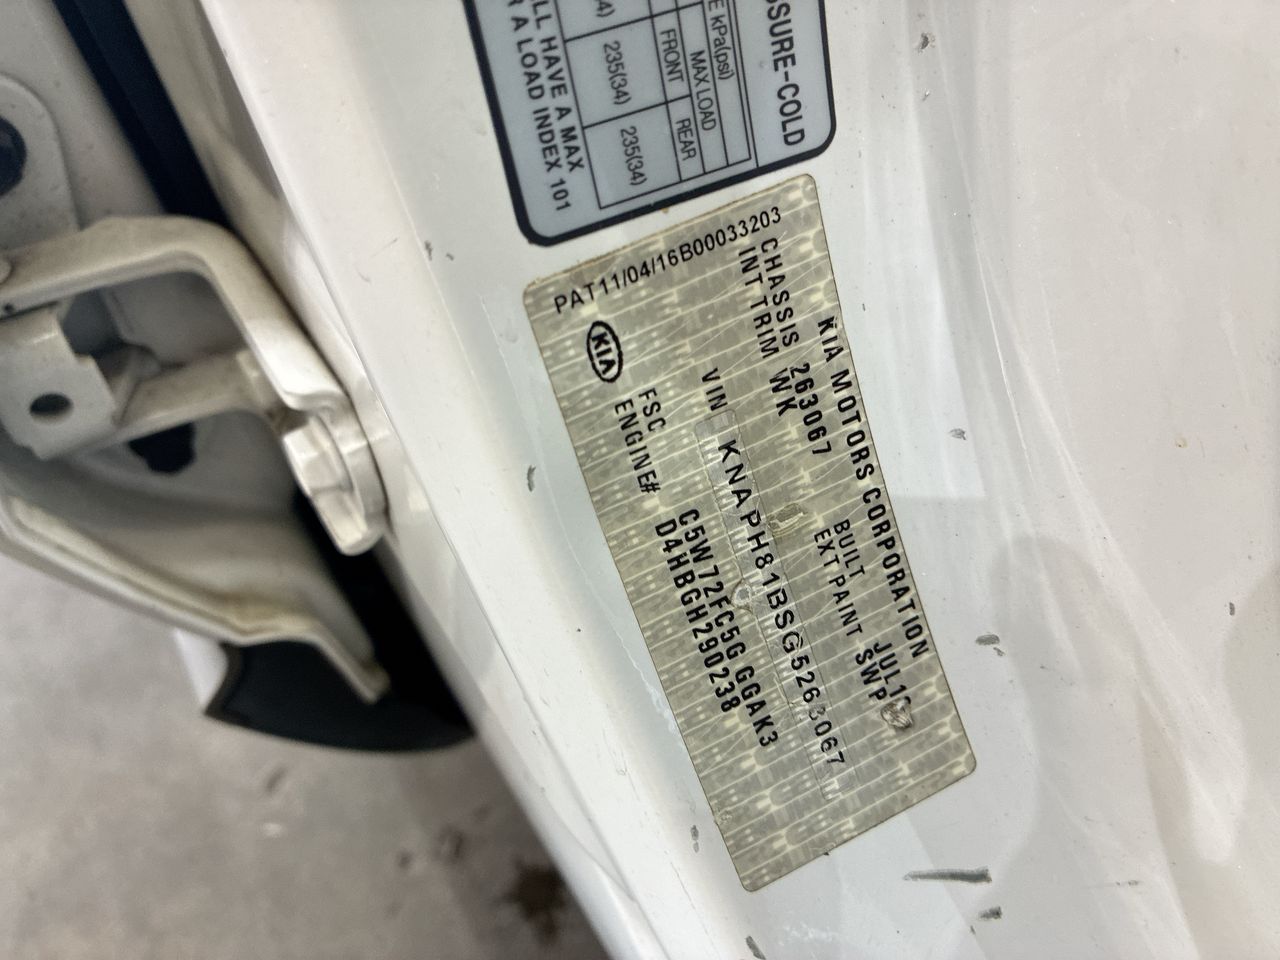 SSURE-COLD
E kPa(psi)
MAX LOAD
FRONT
REAR
235(34)
235(34)
LL HAVE A MAX
A LOAD INDEX 101
PAT11/04/16B00033203
KIA MOTORS CORPORATION
CHASSIS 263067 BUILT
INT TRIM WK EXT PAINT SWP
VIN KNAPH81BSG5263067
KIA
FSC C5W72FC5G GGAK3
ENGINE# D4HBGH290238